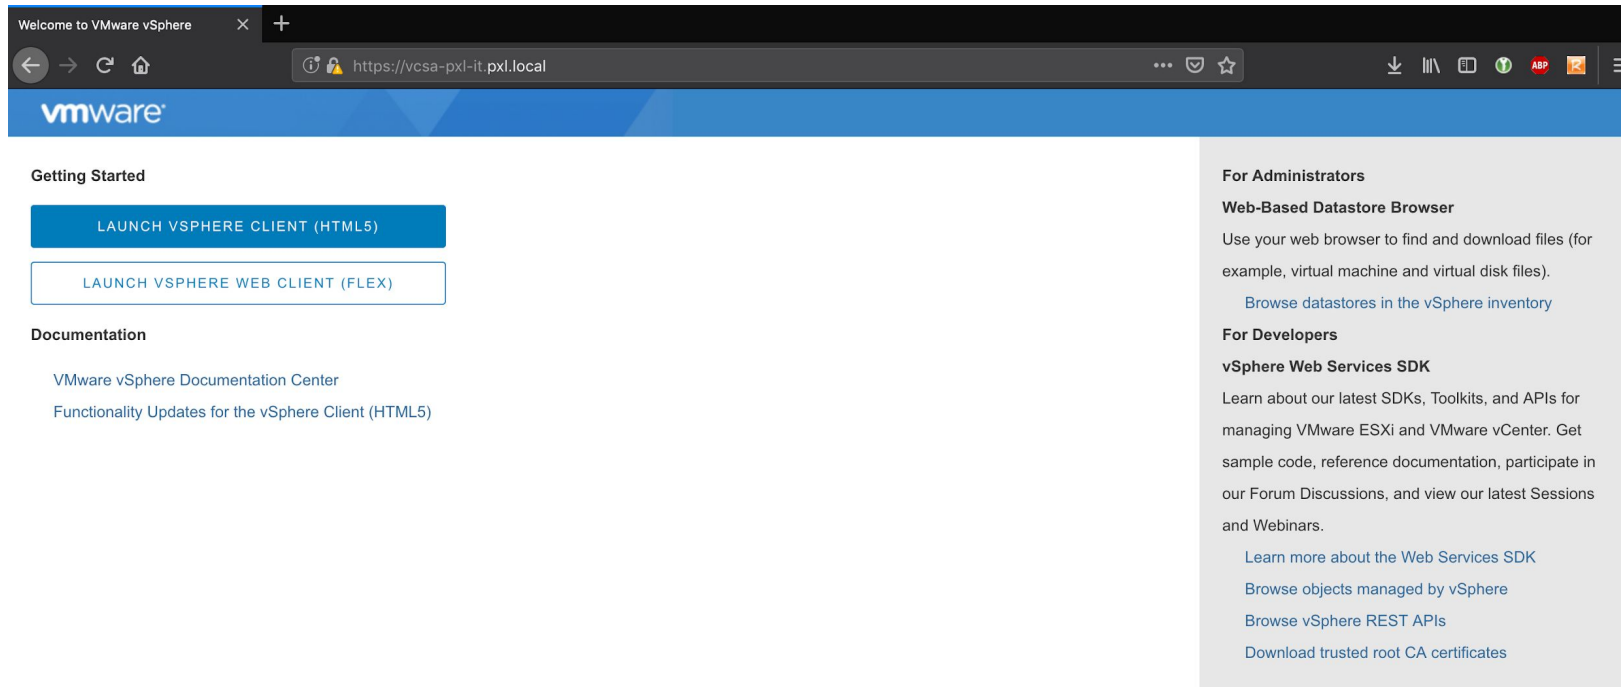 Welcome to VMware vSphere
https://vcsa-pxl-it.pxl.local
ABP
vmware
Getting Started
LAUNCH VSPHERE CLIENT (HTML5)
LAUNCH VSPHERE WEB CLIENT (FLEX)
Documentation
VMware vSphere Documentation Center
Functionality Updates for the vSphere Client (HTML5)
For Administrators
Web-Based Datastore Browser
Use your web browser to find and download files (for
example, virtual machine and virtual disk files).
Browse datastores in the vSphere inventory
For Developers
vSphere Web Services SDK
Learn about our latest SDKs, Toolkits, and APIs for
managing VMware ESXi and VMware vCenter. Get
sample code, reference documentation, participate in
our Forum Discussions, and view our latest Sessions
and Webinars.
Learn more about the Web Services SDK
Browse objects managed by vSphere
Browse vSphere REST APIs
Download trusted root CA certificates